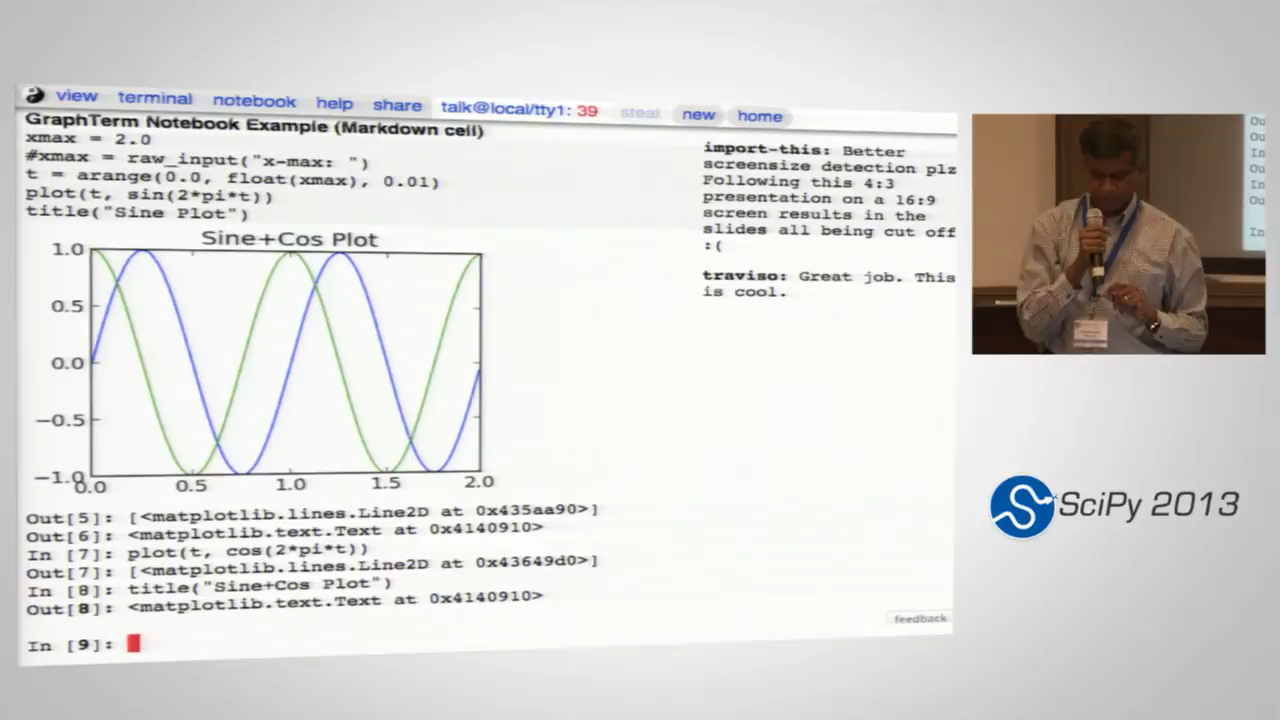 view terminal notebook help share talk@local/tty1: 39 steal new home
GraphTerm Notebook Example (Markdown cell)
xmax = 2.0
#xmax = raw_input("x-max: ")
t = arange(0.0, float(xmax), 0.01)
plot(t, sin(2*pi*t))
title("Sine Plot")
Sine+Cos Plot
1.0
0.5
0.0
−0.5
−1.0
0.0 0.5 1.0 1.5 2.0
Out[5]: [<matplotlib.lines.Line2D at 0x435aa90>]
Out[6]: <matplotlib.text.Text at 0x4140910>
In [7]: plot(t, cos(2*pi*t))
Out[7]: [<matplotlib.lines.Line2D at 0x43649d0>]
In [8]: title("Sine+Cos Plot")
Out[8]: <matplotlib.text.Text at 0x4140910>
In [9]:
import-this: Better
screensize detection plz
Following this 4:3
presentation on a 16:9
screen results in the
slides all being cut off
:(
traviso: Great job. This
is cool.
feedback
Ou
Ou
In
Ou
In
Ou
In
SciPy 2013